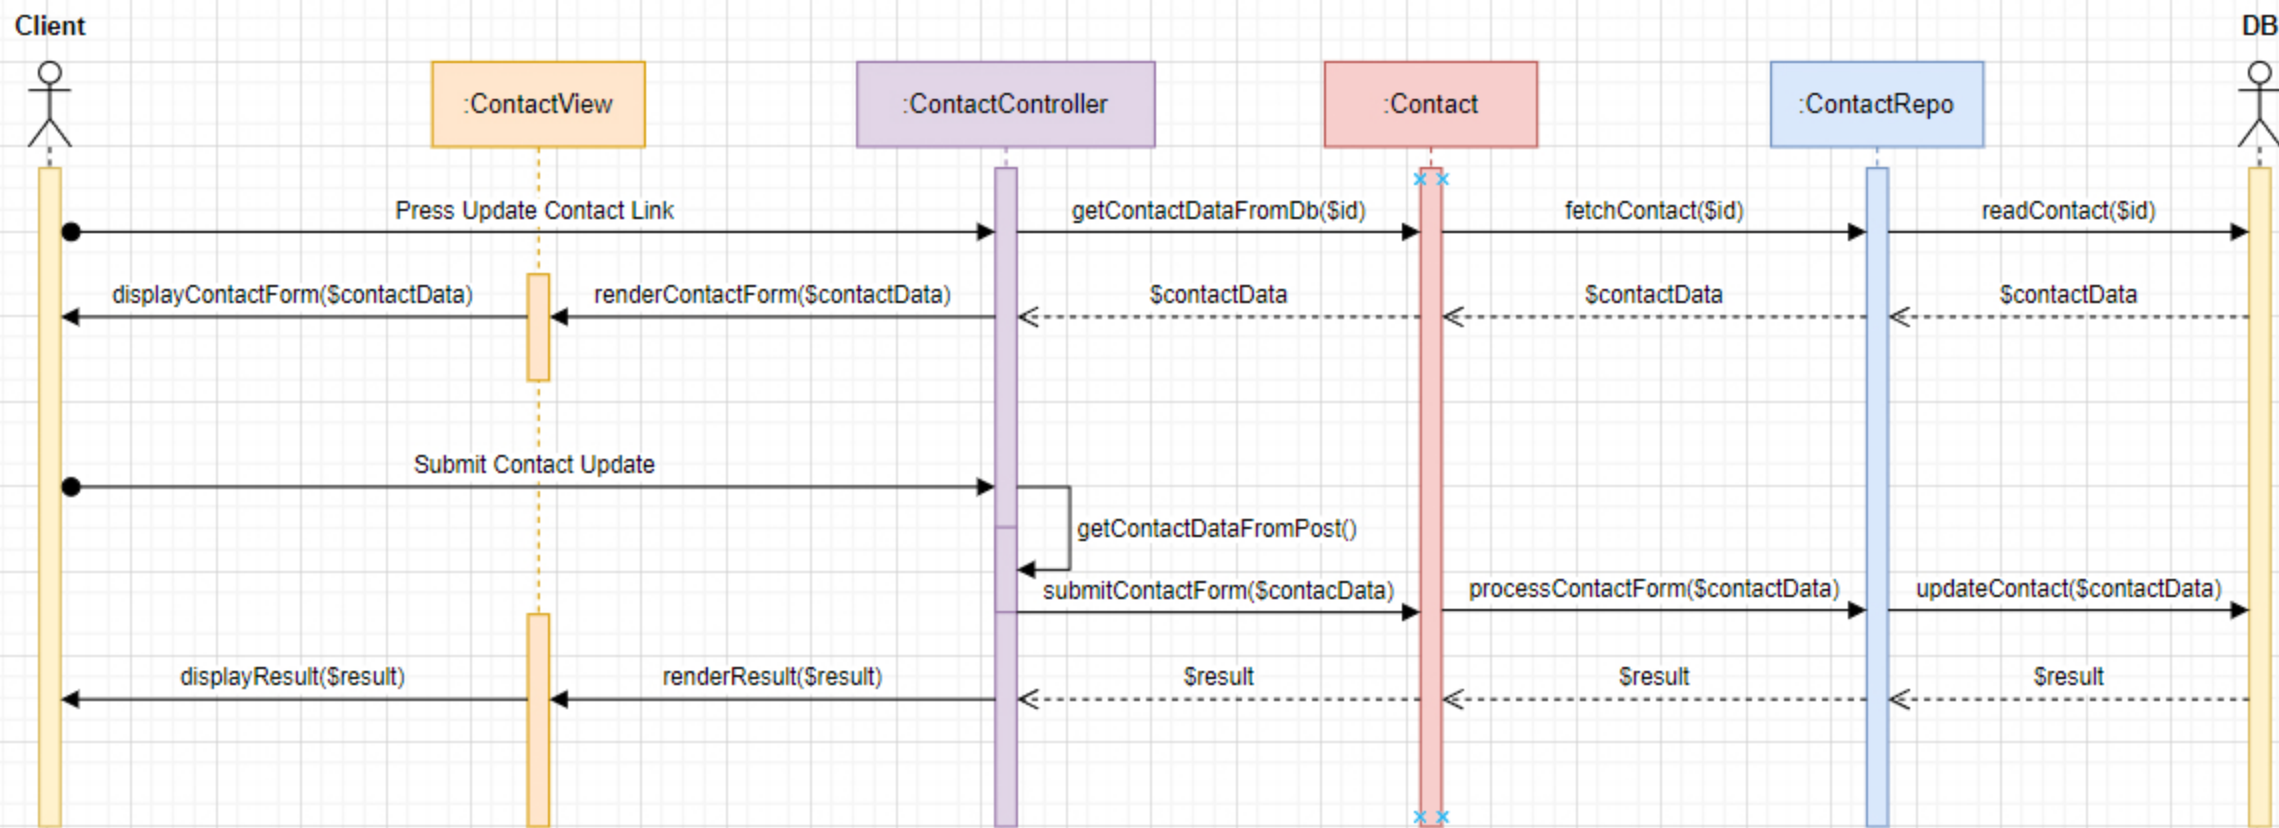 Client
DB
:ContactView
:ContactController
:Contact
:ContactRepo
Press Update Contact Link
getContactDataFromDb($id)
fetchContact($id)
readContact($id)
displayContactForm($contactData)
renderContactForm($contactData)
$contactData
$contactData
$contactData
Submit Contact Update
getContactDataFromPost()
submitContactForm($contacData)
processContactForm($contactData)
updateContact($contactData)
displayResult($result)
renderResult($result)
$result
$result
$result